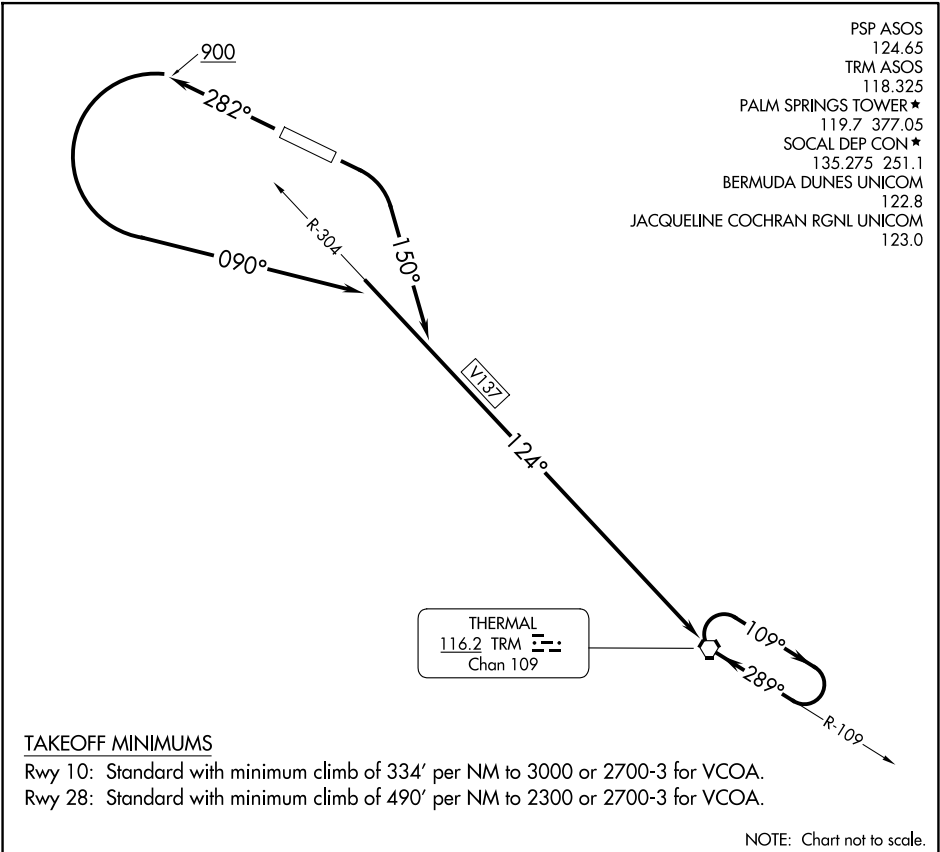 PSP ASOS
124.65
TRM ASOS
118.325
PALM SPRINGS TOWER★
119.7 377.05
SOCAL DEP CON★
135.275 251.1
BERMUDA DUNES UNICOM
122.8
JACQUELINE COCHRAN RGNL UNICOM
123.0
900
282°
R-304
150°
090°
V137
124°
THERMAL
116.2 TRM
Chan 109
109°
289°
R-109
TAKEOFF MINIMUMS
Rwy 10: Standard with minimum climb of 334' per NM to 3000 or 2700-3 for VCOA.
Rwy 28: Standard with minimum climb of 490' per NM to 2300 or 2700-3 for VCOA.
NOTE: Chart not to scale.